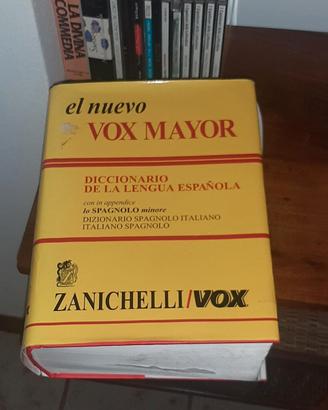 LA DIVINA
COMMEDIA
el nuevo
VOX MAYOR
DICCIONARIO
DE LA LENGUA ESPAÑOLA
con in appendice
lo SPAGNOLO minore
DIZIONARIO SPAGNOLO ITALIANO
ITALIANO SPAGNOLO
ZANICHELLI/VOX